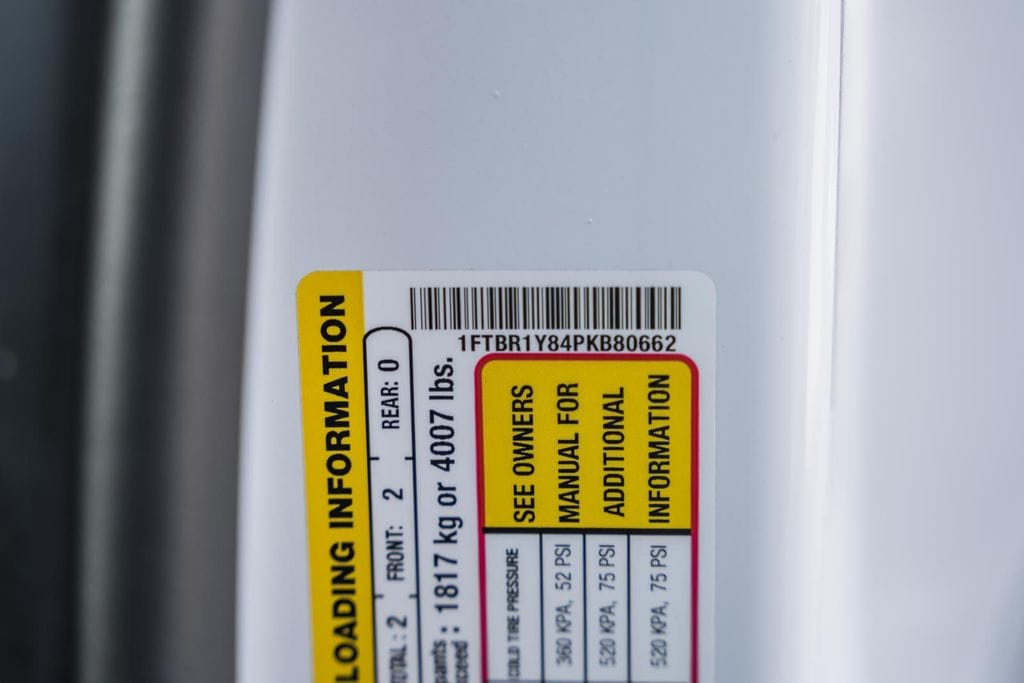 1FTBR1Y84PKB80662
LOADING INFORMATION
TOTAL: 2 FRONT: 2 REAR: 0
: 1817 kg or 4007 lbs.
SEE OWNERS
MANUAL FOR
ADDITIONAL
INFORMATION
COLD TIRE PRESSURE
360 KPA, 52 PSI
520 KPA, 75 PSI
520 KPA, 75 PSI